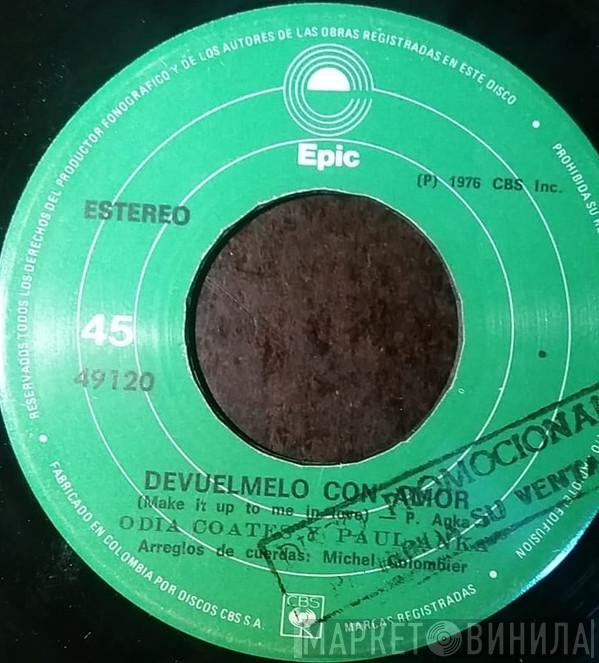 RESERVADOS TODOS LOS DERECHOS DEL PRODUCTOR FONOGRAFICO Y DE LOS AUTORES DE LAS OBRAS REGISTRADAS EN ESTE DISCO
PROHIBIDA SU
Epic
(P) 1976 CBS Inc.
ESTEREO
45
49120
DEVUELMELO CON AMOR
(Make it up to me in love) - P. Anka
ODIA COATES Y PAUL ANKA
Arreglos de cuerdas: Michel Colombier
PROMOCIONAL
SU VENTA
FABRICADO EN COLOMBIA POR DISCOS CBS S.A.
CBS
MARCAS REGISTRADAS
МАРКЕТ ВИНИЛА